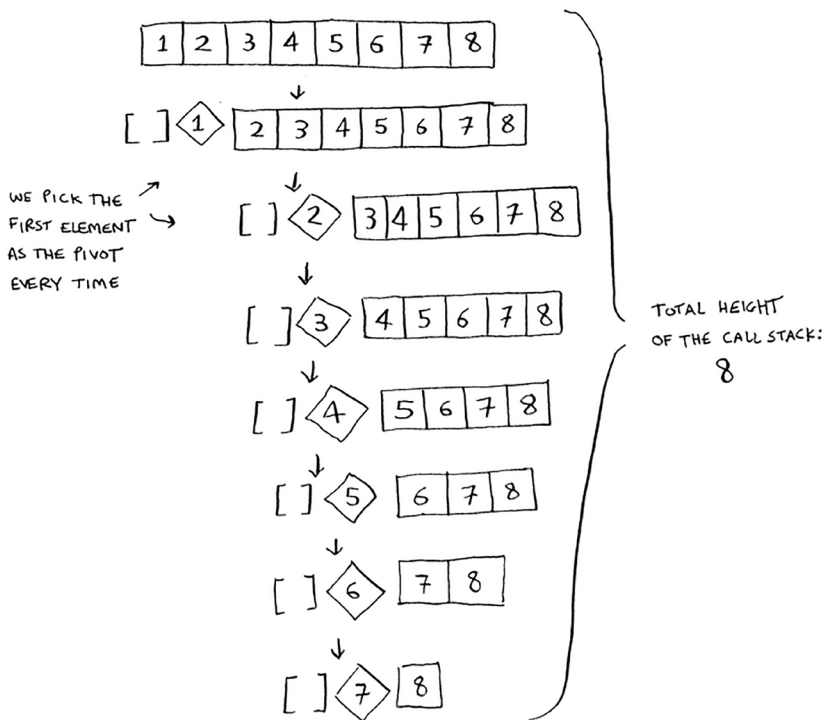 1 2 3 4 5 6 7 8
[ ] 1 2 3 4 5 6 7 8
WE PICK THE
FIRST ELEMENT
AS THE PIVOT
EVERY TIME
[ ] 2 3 4 5 6 7 8
[ ] 3 4 5 6 7 8
[ ] 4 5 6 7 8
[ ] 5 6 7 8
[ ] 6 7 8
[ ] 7 8
TOTAL HEIGHT
OF THE CALL STACK:
8